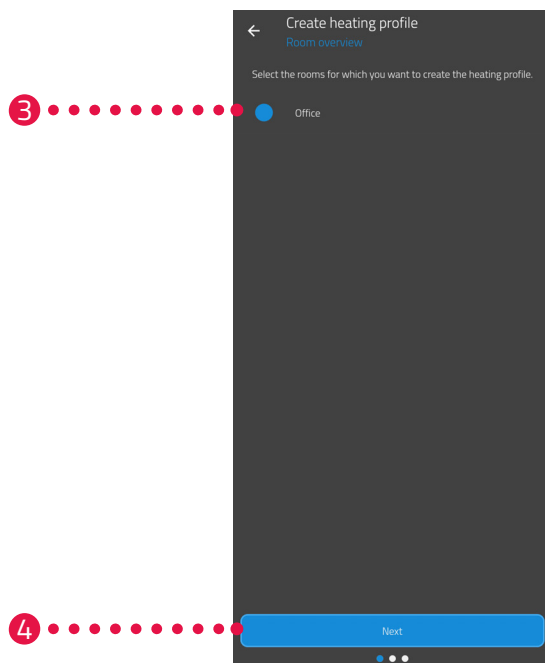 Create heating profile
Room overview
Select the rooms for which you want to create the heating profile.
3
Office
4
Next